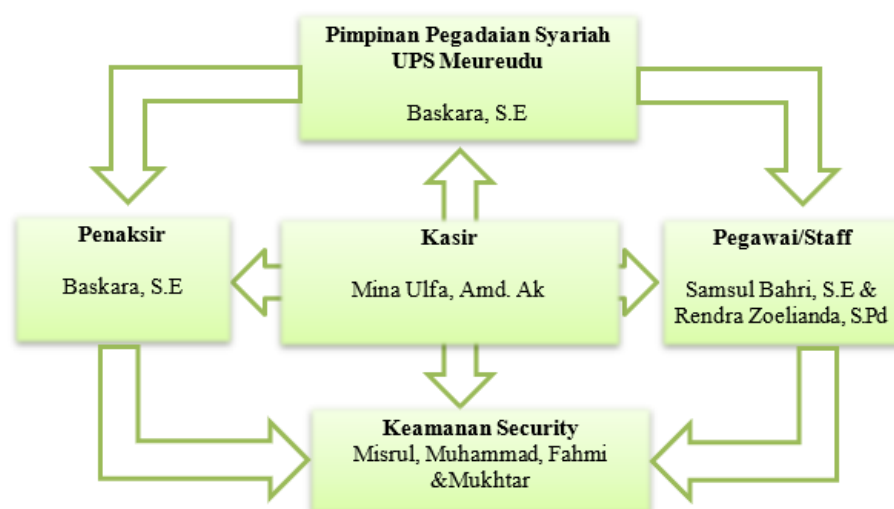 Pimpinan Pegadaian Syariah
UPS Meureudu
Baskara, S.E
Penaksir
Baskara, S.E
Kasir
Mina Ulfa, Amd. Ak
Pegawai/Staff
Samsul Bahri, S.E &
Rendra Zoelianda, S.Pd
Keamanan Security
Misrul, Muhammad, Fahmi
&Mukhtar